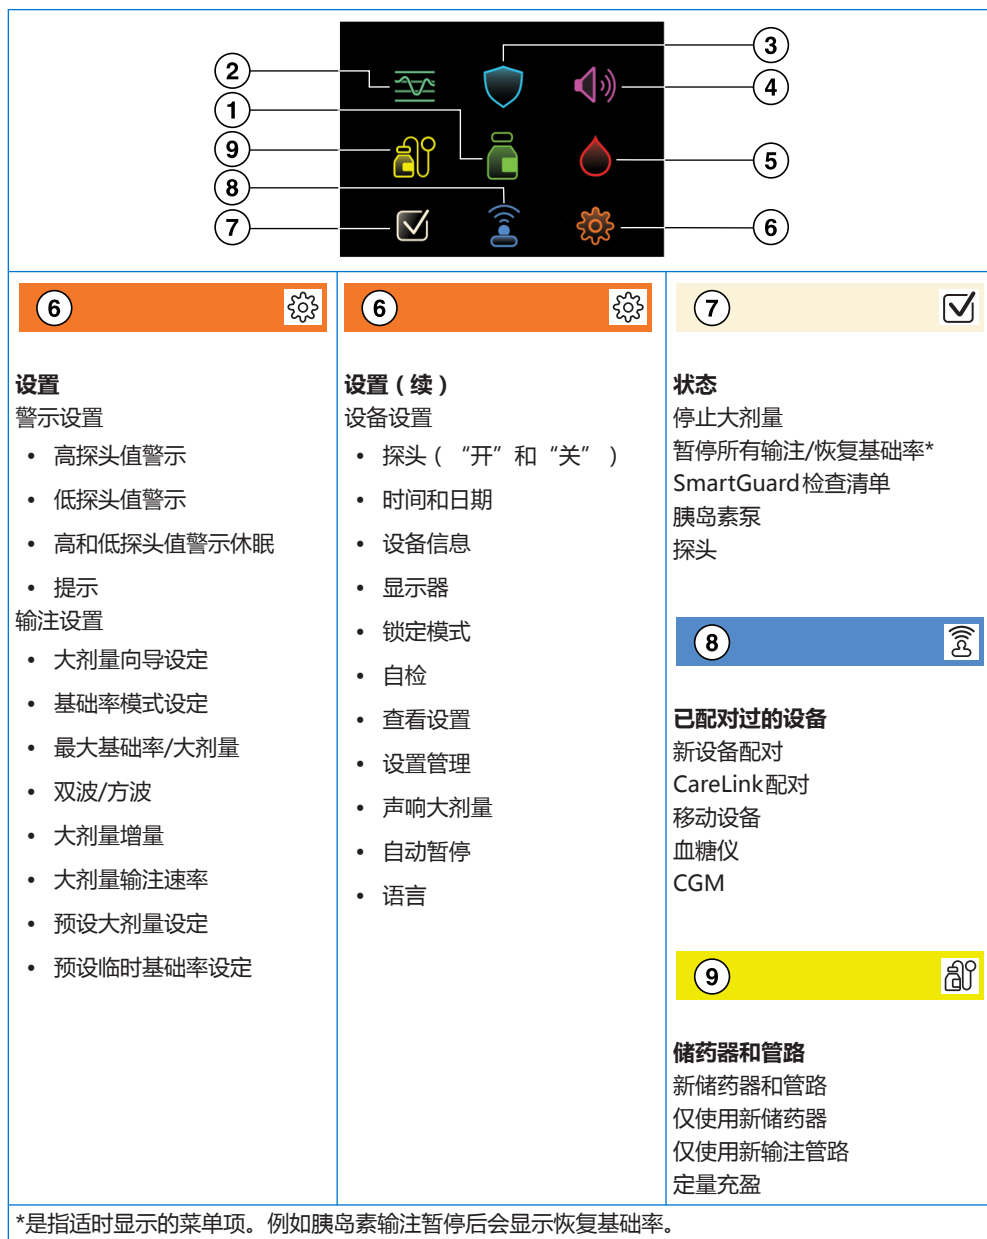 3
2
4
1
9
5
8
7
6
6
设置
警示设置
• 高探头值警示
• 低探头值警示
• 高和低探头值警示休眠
• 提示
输注设置
• 大剂量向导设定
• 基础率模式设定
• 最大基础率/大剂量
• 双波/方波
• 大剂量增量
• 大剂量输注速率
• 预设大剂量设定
• 预设临时基础率设定
6
设置（续）
设备设置
• 探头（ “开”和“关” ）
• 时间和日期
• 设备信息
• 显示器
• 锁定模式
• 自检
• 查看设置
• 设置管理
• 声响大剂量
• 自动暂停
• 语言
7
状态
停止大剂量
暂停所有输注/恢复基础率*
SmartGuard检查清单
胰岛素泵
探头
8
已配对过的设备
新设备配对
CareLink配对
移动设备
血糖仪
CGM
9
储药器和管路
新储药器和管路
仅使用新储药器
仅使用新输注管路
定量充盈
*是指适时显示的菜单项。例如胰岛素输注暂停后会显示恢复基础率。